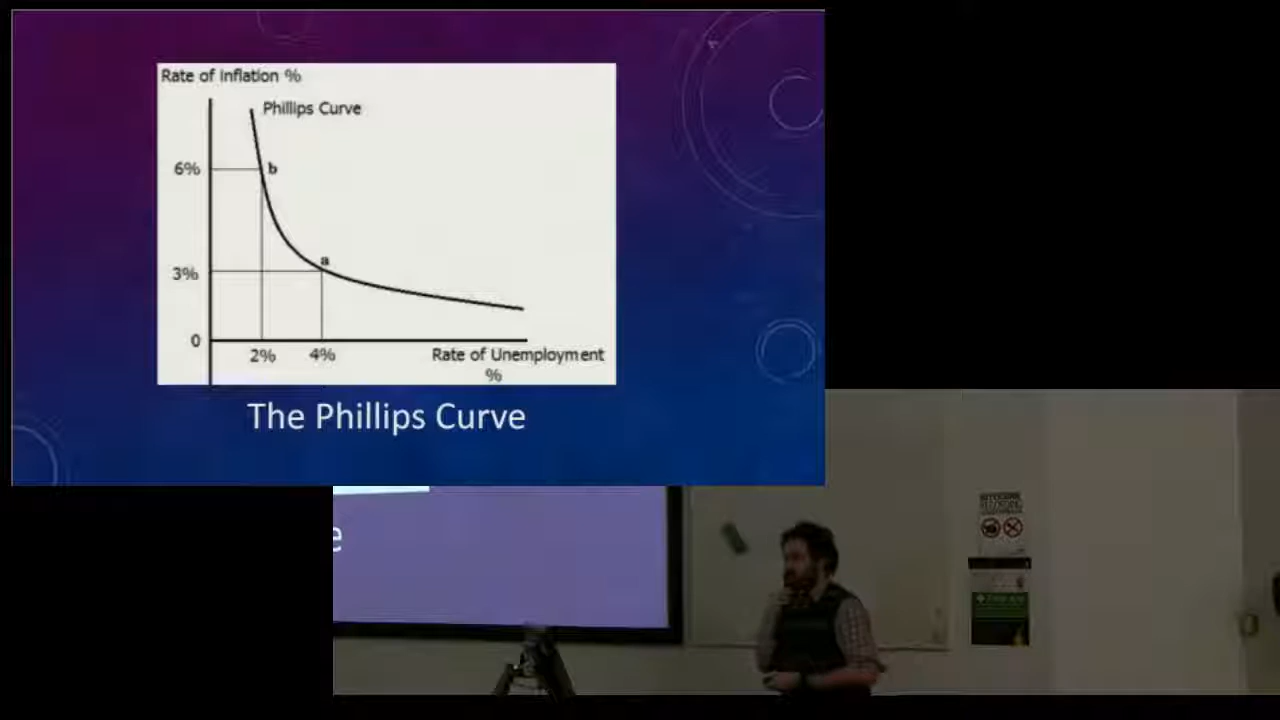 Rate of Inflation %
Phillips Curve
6%
b
a
3%
0
2%
4%
Rate of Unemployment
%
The Phillips Curve
e